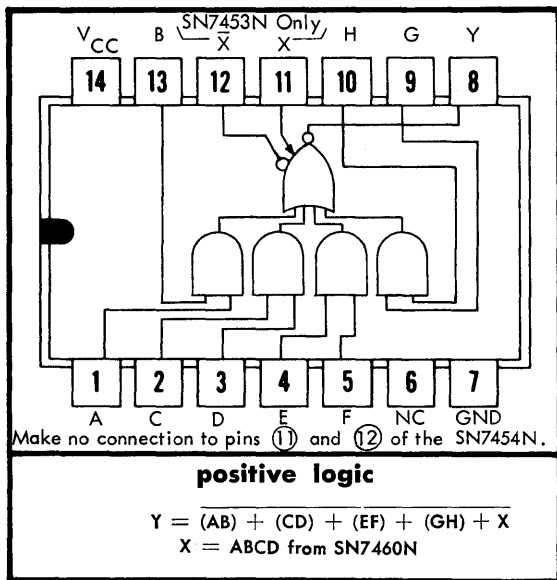 SN7453N Only
V CC B X̄ X H G Y
14 13 12 11 10 9 8
1 2 3 4 5 6 7
A C D E F NC GND
Make no connection to pins ⑪ and ⑫ of the SN7454N.
positive logic
Y = (AB) + (CD) + (EF) + (GH) + X
X = ABCD from SN7460N